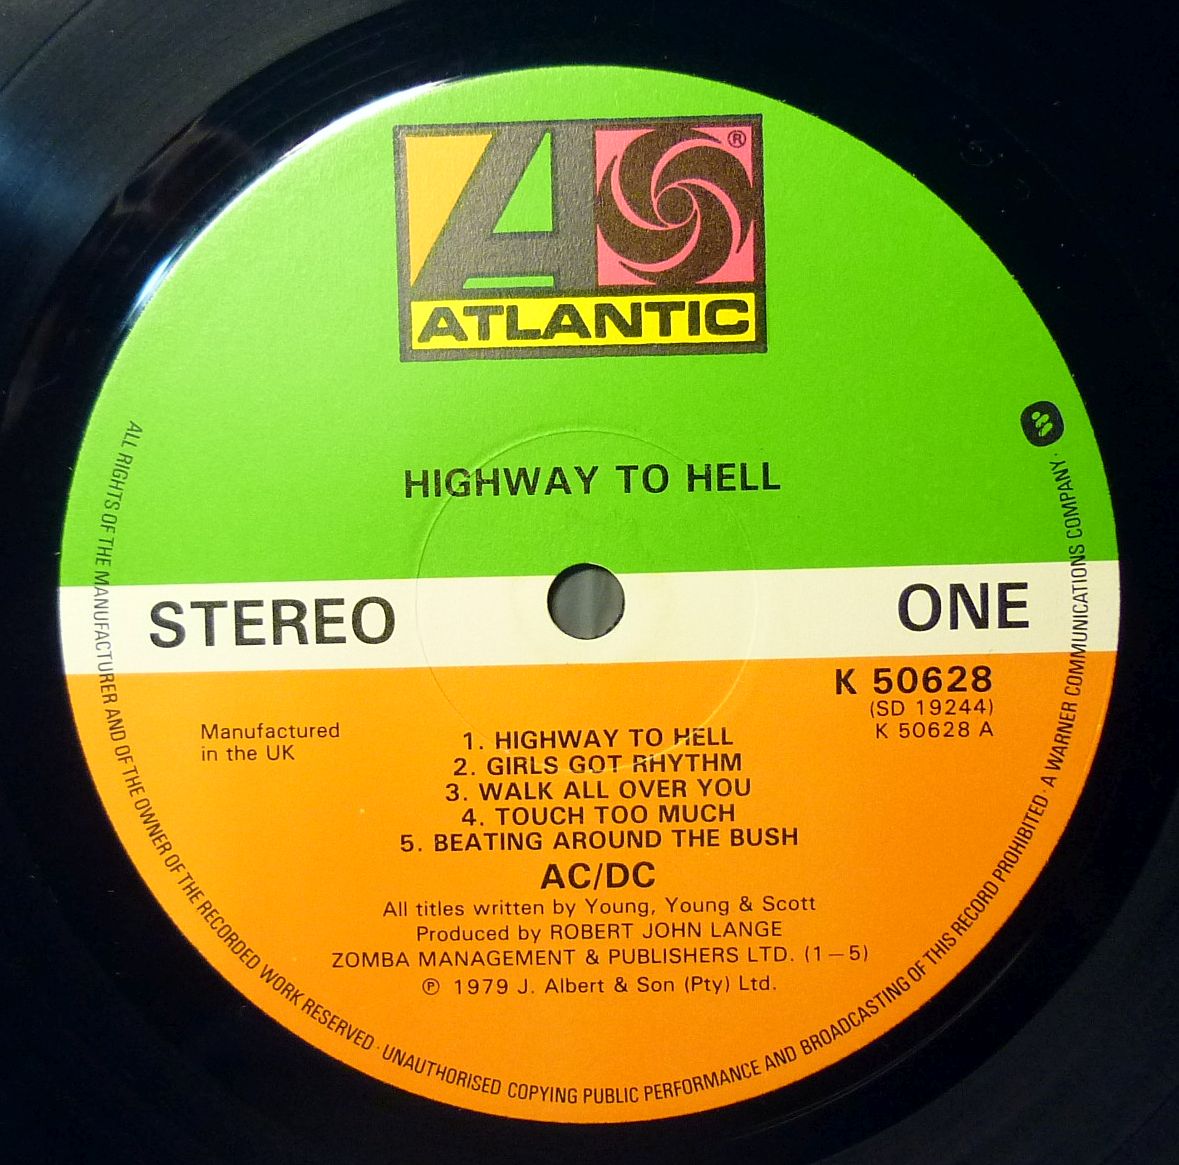 ATLANTIC
®
HIGHWAY TO HELL
STEREO
ONE
K 50628
(SD 19244)
K 50628 A
Manufactured
in the UK
1. HIGHWAY TO HELL
2. GIRLS GOT RHYTHM
3. WALK ALL OVER YOU
4. TOUCH TOO MUCH
5. BEATING AROUND THE BUSH
AC/DC
All titles written by Young, Young & Scott
Produced by ROBERT JOHN LANGE
ZOMBA MANAGEMENT & PUBLISHERS LTD. (1–5)
℗ 1979 J. Albert & Son (Pty) Ltd.
ALL RIGHTS OF THE MANUFACTURER AND OF THE OWNER OF THE RECORDED WORK RESERVED · UNAUTHORISED COPYING PUBLIC PERFORMANCE AND BROADCASTING OF THIS RECORD PROHIBITED · A WARNER COMMUNICATIONS COMPANY ·